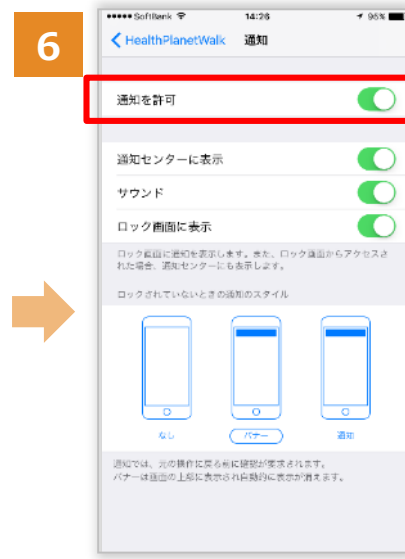 6
SoftBank 14:26 95%
HealthPlanetWalk 通知
通知を許可
通知センターに表示
サウンド
ロック画面に表示
ロック画面に通知を表示します。また、ロック画面からアクセスさ
れた場合、通知センターにも表示します。
ロックされていないときの通知のスタイル
なし バナー 通知
通知では、元の操作に戻る前に確認が要求されます。
バナーは画面の上部に表示され自動的に表示が消えます。